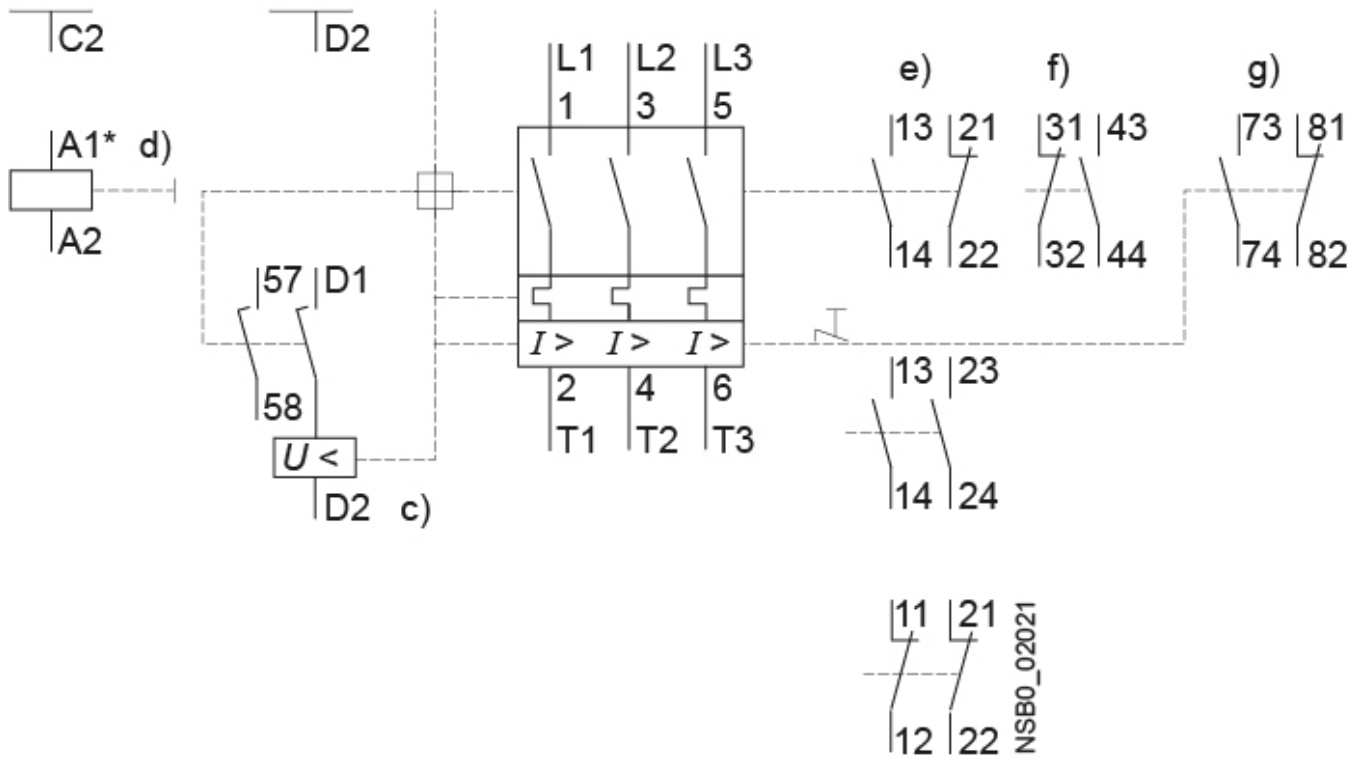 C2
D2
L1 L2 L3
1 3 5
e) f) g)
13 21 31 43 73 81
A1* d)
A2
14 22 32 44 74 82
57 D1
I > I > I >
58
2 4 6
T1 T2 T3
U <
D2 c)
13 23
14 24
11 21
12 22
NSB0_02021